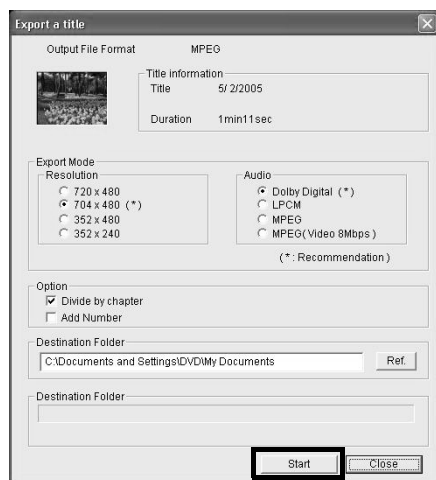 Export a title
Output File Format MPEG
Title information
Title 5/ 2/2005
Duration 1min11sec
Export Mode
Resolution
720 x 480
704 x 480 (*)
352 x 480
352 x 240
Audio
Dolby Digital (*)
LPCM
MPEG
MPEG(Video 8Mbps)
(*: Recommendation)
Option
Divide by chapter
Add Number
Destination Folder
C:\Documents and Settings\DVD\My Documents Ref.
Destination Folder
Start Close